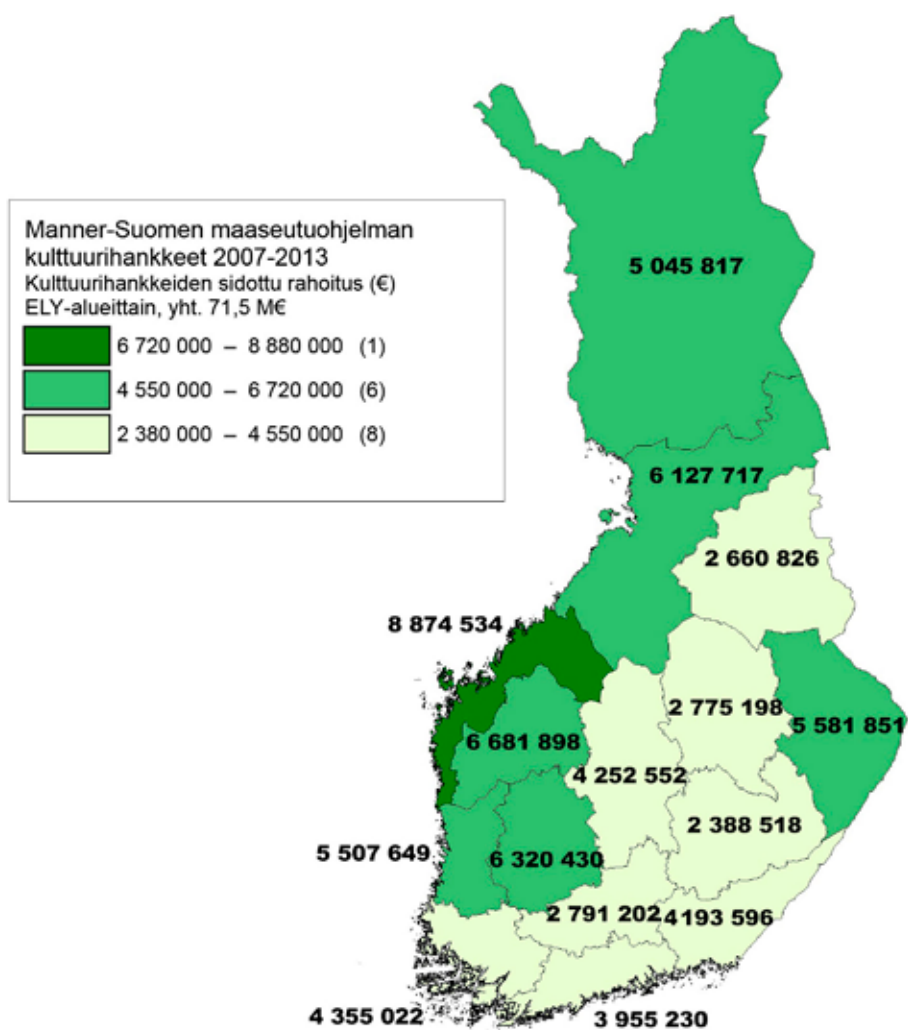 Manner-Suomen maaseutuohjelman
kulttuurihankkeet 2007-2013
Kulttuurihankkeiden sidottu rahoitus (€)
ELY-alueittain, yht. 71,5 M€
6 720 000 – 8 880 000 (1)
4 550 000 – 6 720 000 (6)
2 380 000 – 4 550 000 (8)
5 045 817
6 127 717
2 660 826
8 874 534
2 775 198
5 581 851
6 681 898
4 252 552
2 388 518
5 507 649
6 320 430
2 791 202
4 193 596
4 355 022
3 955 230